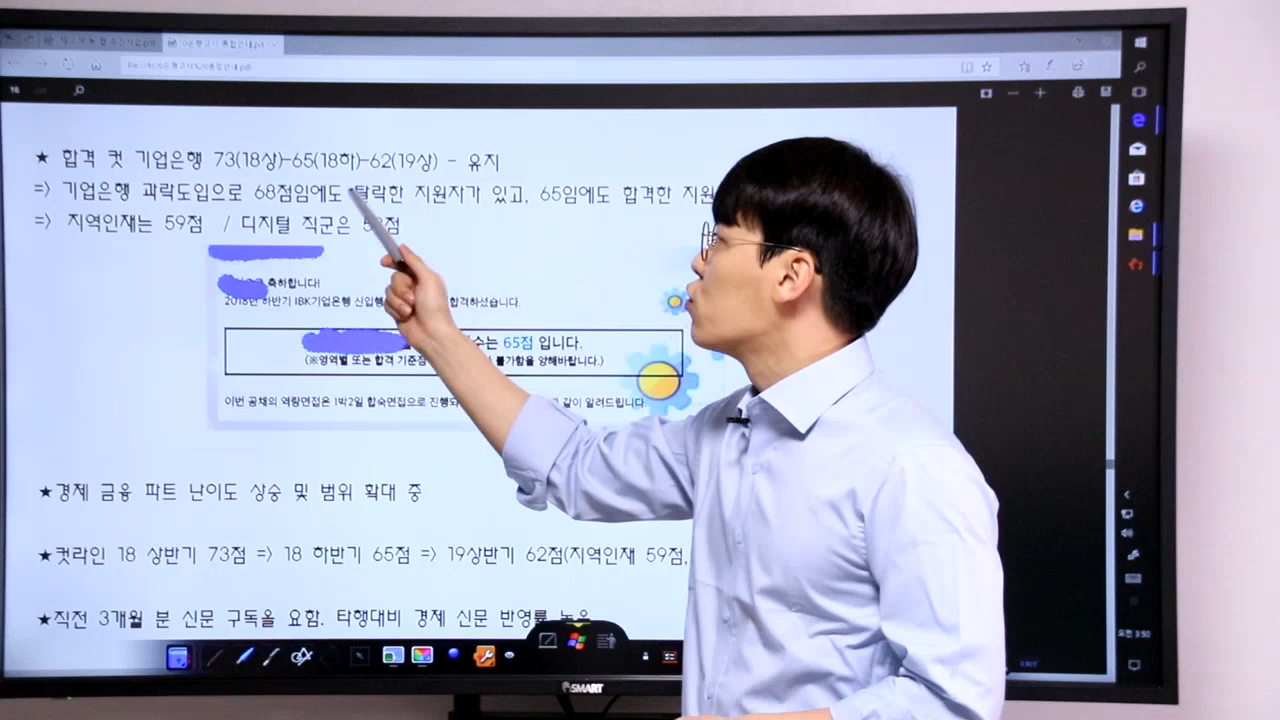 16
★ 합격 컷 기업은행 73(18상)-65(18하)-62(19상) - 유지
=> 기업은행 과락도입으로 68점임에도 탈락한 지원자가 있고, 65임에도 합격한 지원
=> 지역인재는 59점 / 디지털 직군은 점
축하합니다!
2018년 하반기 IBK기업은행 신입행 합격하셨습니다.
수는 65점 입니다.
(※영역별 또는 합격 기준점 불가함을 양해바랍니다.)
이번 공채의 역량면접은 1박2일 합숙면접으로 진행되 같이 알려드립니다.
★경제 금융 파트 난이도 상승 및 범위 확대 중
★컷라인 18 상반기 73점 => 18 하반기 65점 => 19상반기 62점(지역인재 59점,
★직전 3개월 분 신문 구독을 요함. 타행대비 경제 신문 반영률 높음
오전 3:50
EXIT
SMART